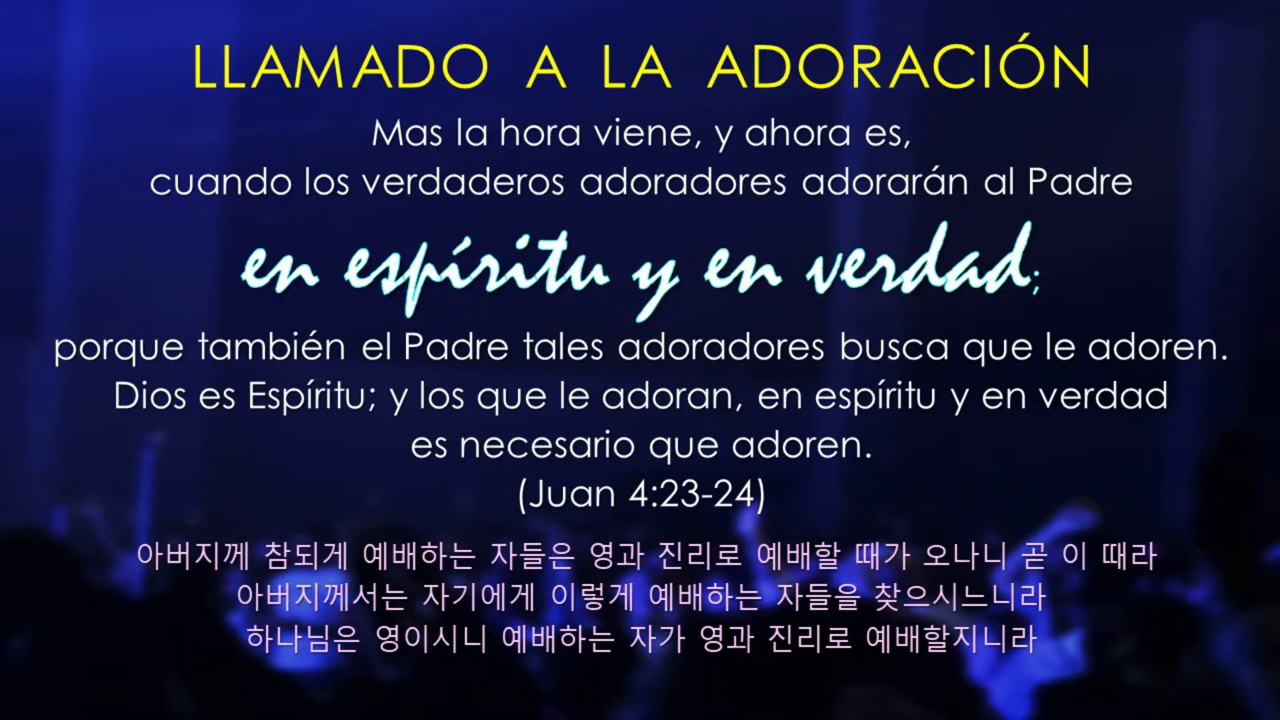 LLAMADO A LA ADORACIÓN
Mas la hora viene, y ahora es,
cuando los verdaderos adoradores adorarán al Padre
en espíritu y en verdad;
porque también el Padre tales adoradores busca que le adoren.
Dios es Espíritu; y los que le adoran, en espíritu y en verdad
es necesario que adoren.
(Juan 4:23-24)
아버지께 참되게 예배하는 자들은 영과 진리로 예배할 때가 오나니 곧 이 때라
아버지께서는 자기에게 이렇게 예배하는 자들을 찾으시느니라
하나님은 영이시니 예배하는 자가 영과 진리로 예배할지니라